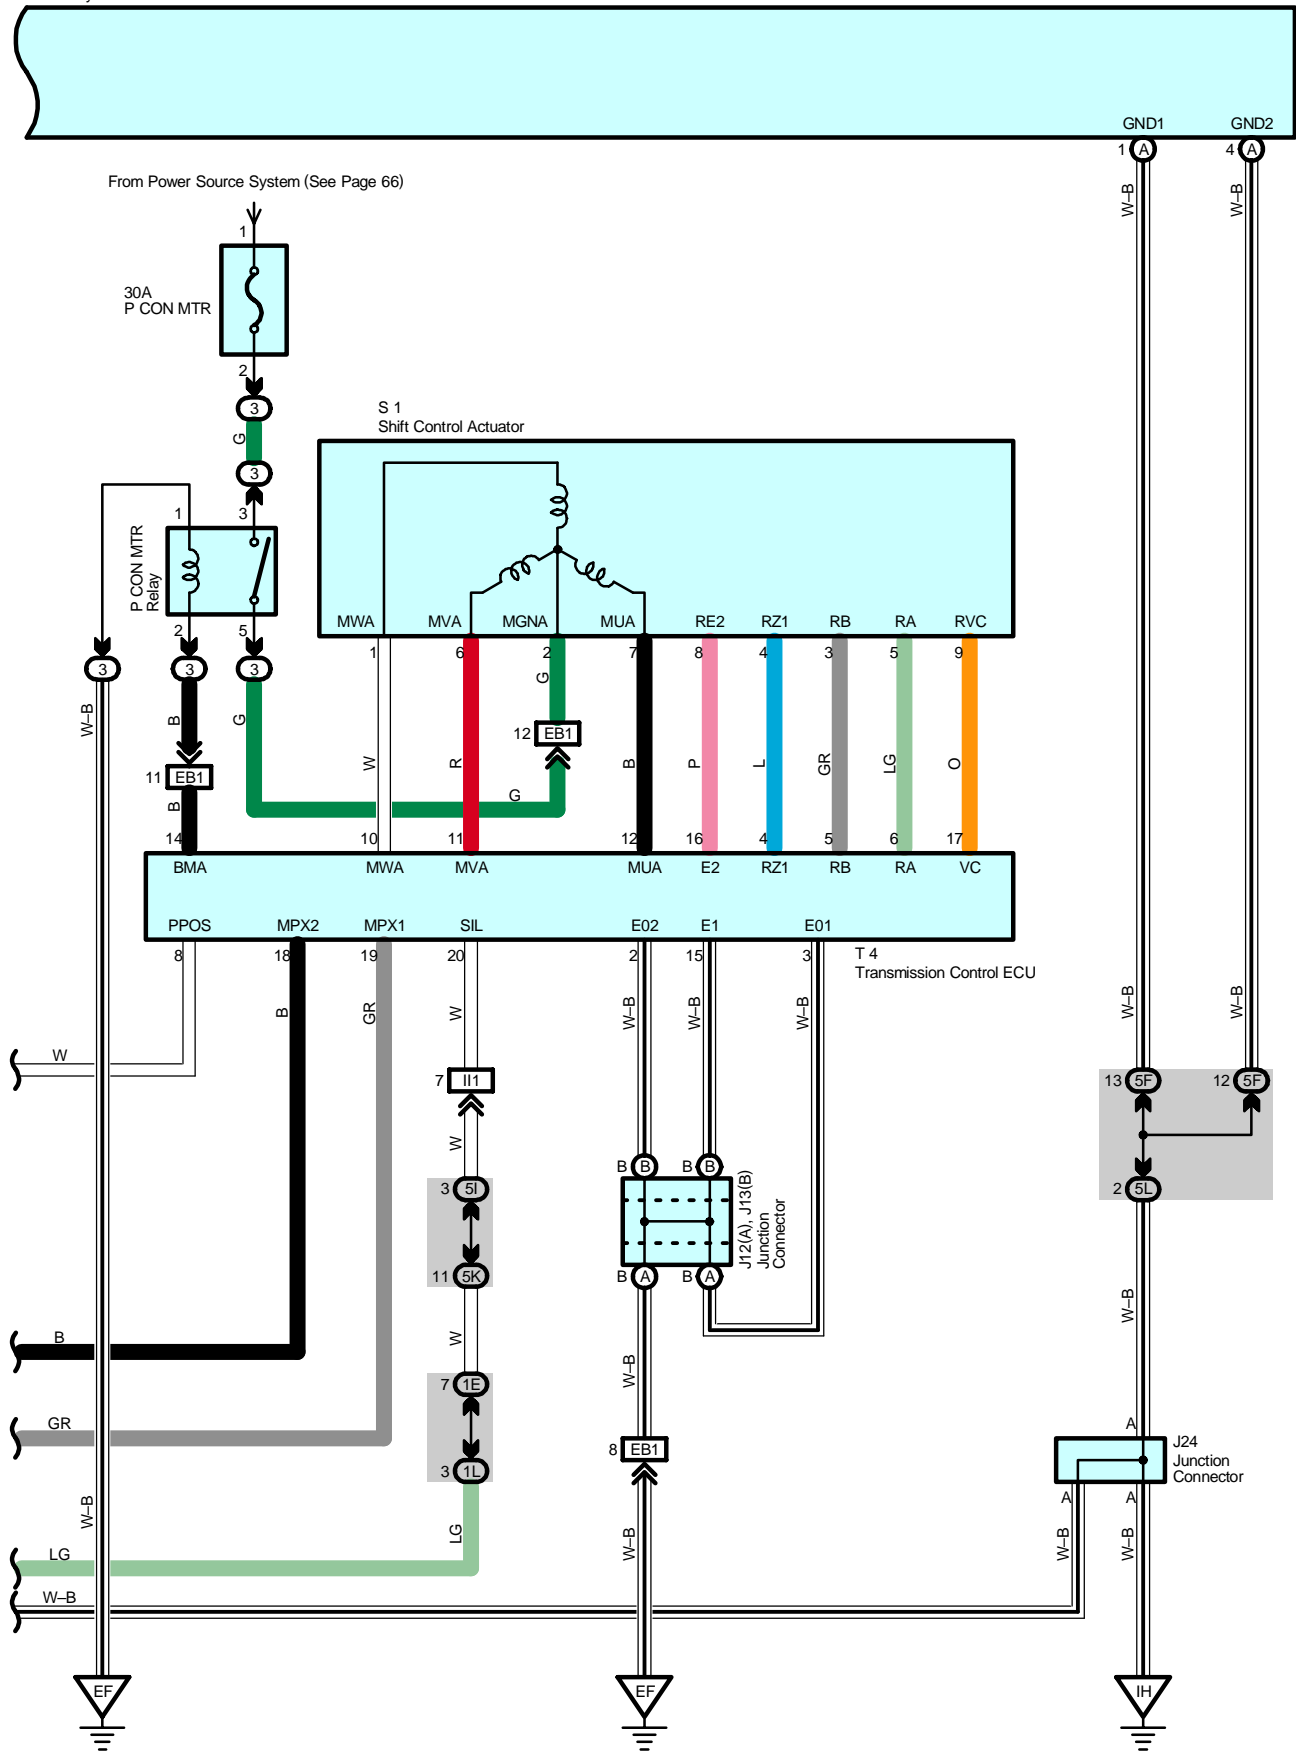 GND1 GND2
1 A 4 A
W–B W–B
From Power Source System (See Page 66)
1
30A
P CON MTR
2
3
G
3
S 1
Shift Control Actuator
1 3
P CON MTR
Relay
2 5
3 3 3
MWA MVA MGNA MUA RE2 RZ1 RB RA RVC
1 6 2 7 8 4 3 5 9
W–B B G
G
12 EB1
11 EB1
W R B P L GR LG O
B
G
14 10 11 12 16 4 5 6 17
BMA MWA MVA MUA E2 RZ1 RB RA VC
PPOS MPX2 MPX1 SIL E02 E1 E01
8 18 19 20 2 15 3
T 4
Transmission Control ECU
B GR W W–B W–B W–B W–B W–B
W
7 II1
13 5F 12 5F
W
B B B B
J12(A), J13(B)
Junction
Connector
3 5I
2 5L
11 5K
B A B A
W W–B W–B
B
7 1E
GR
A
J24
Junction
Connector
8 EB1
3 1L
A A
W–B LG W–B W–B W–B
LG
W–B
EF EF IH